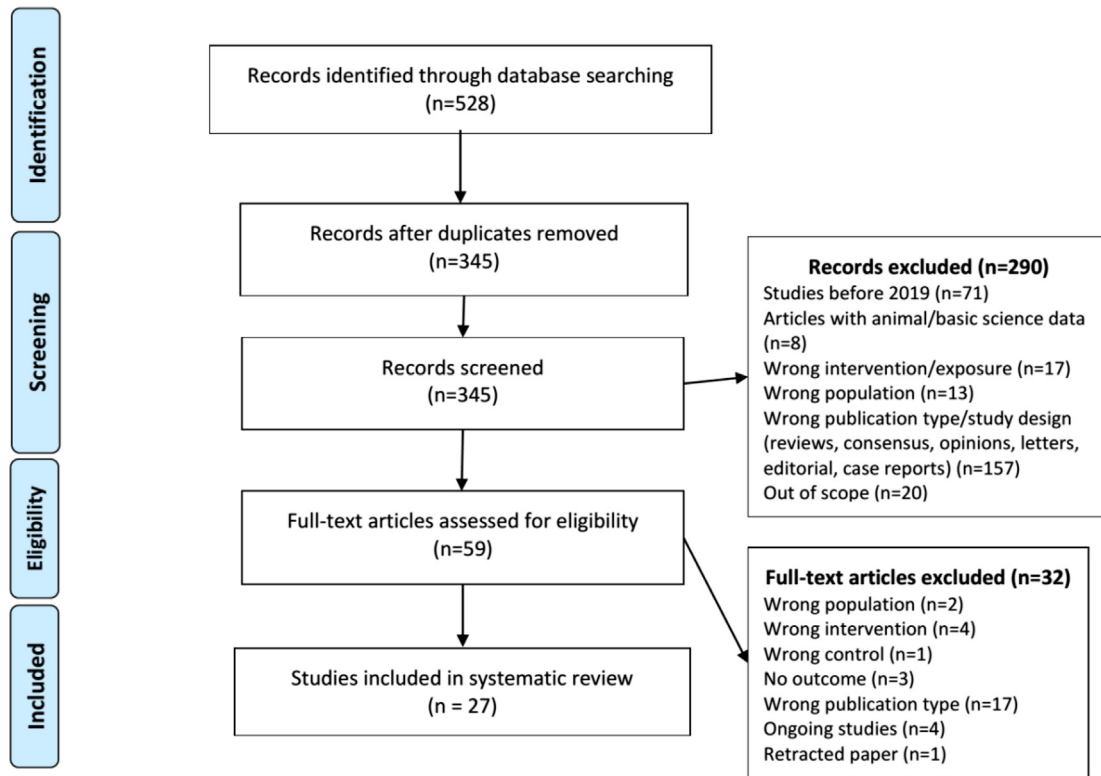 Identification
Records identified through database searching
(n=528)
Records after duplicates removed
(n=345)
Screening
Records screened
(n=345)
Records excluded (n=290)
Studies before 2019 (n=71)
Articles with animal/basic science data
(n=8)
Wrong intervention/exposure (n=17)
Wrong population (n=13)
Wrong publication type/study design
(reviews, consensus, opinions, letters,
editorial, case reports) (n=157)
Out of scope (n=20)
Eligibility
Full-text articles assessed for eligibility
(n=59)
Full-text articles excluded (n=32)
Wrong population (n=2)
Wrong intervention (n=4)
Wrong control (n=1)
No outcome (n=3)
Wrong publication type (n=17)
Ongoing studies (n=4)
Retracted paper (n=1)
Included
Studies included in systematic review
(n = 27)